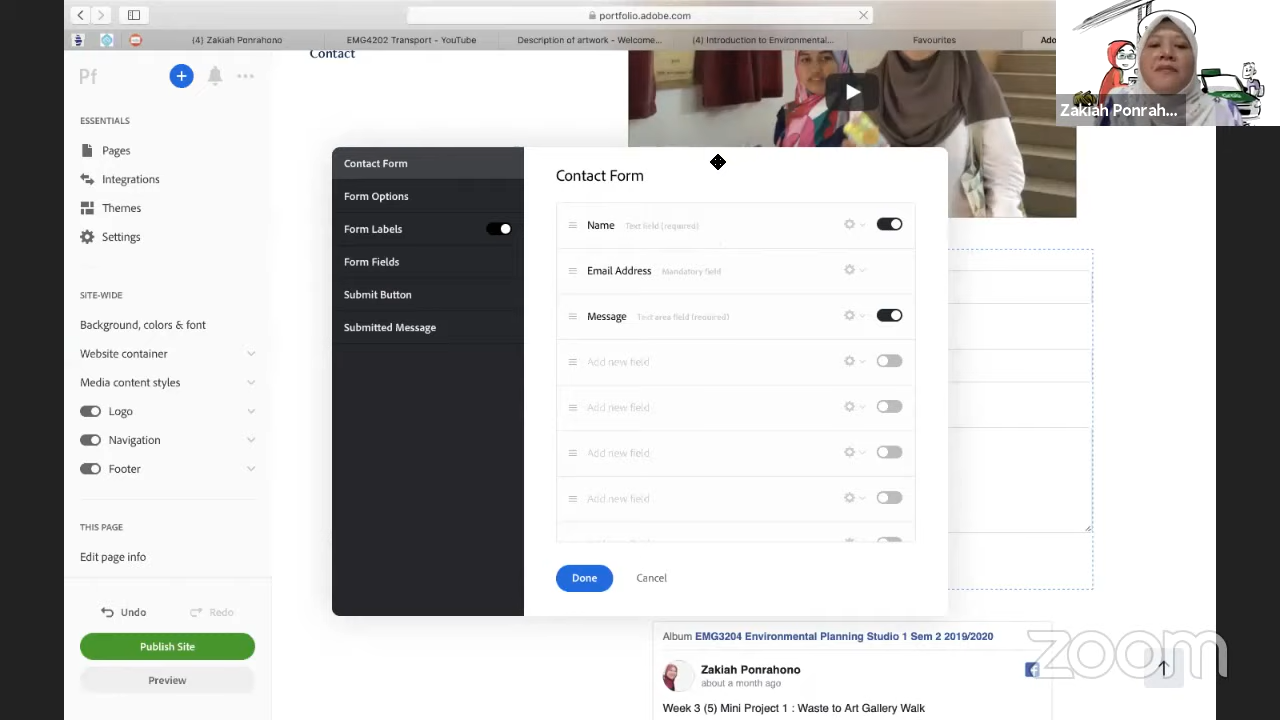 portfolio.adobe.com
(4) Zakiah Ponrahono
EMG4202 Transport - YouTube
Description of artwork - Welcome...
(4) Introduction to Environmental...
Favourites
Ado
Zakiah Ponraho...
Contact
Pf
ESSENTIALS
Pages
Integrations
Themes
Settings
SITE-WIDE
Background, colors & font
Website container
Media content styles
Logo
Navigation
Footer
THIS PAGE
Edit page info
Undo
Redo
Publish Site
Preview
Contact Form
Form Options
Form Labels
Form Fields
Submit Button
Submitted Message
Contact Form
Name Text field (required)
Email Address Mandatory field
Message Text area field (required)
Add new field
Add new field
Add new field
Add new field
Done
Cancel
Album EMG3204 Environmental Planning Studio 1 Sem 2 2019/2020
Zakiah Ponrahono
about a month ago
Week 3 (5) Mini Project 1 : Waste to Art Gallery Walk
zoom